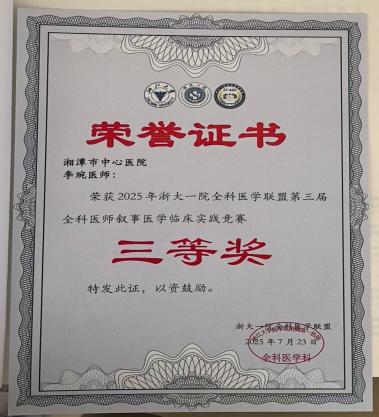 荣誉证书
湘潭市中心医院
李琬医师：
荣获2025年浙大一院全科医学联盟第三届
全科医师叙事医学临床实践竞赛
三等奖
特发此证，以资鼓励。
浙大一院全科医学联盟
2025年7月23日
全科医学科